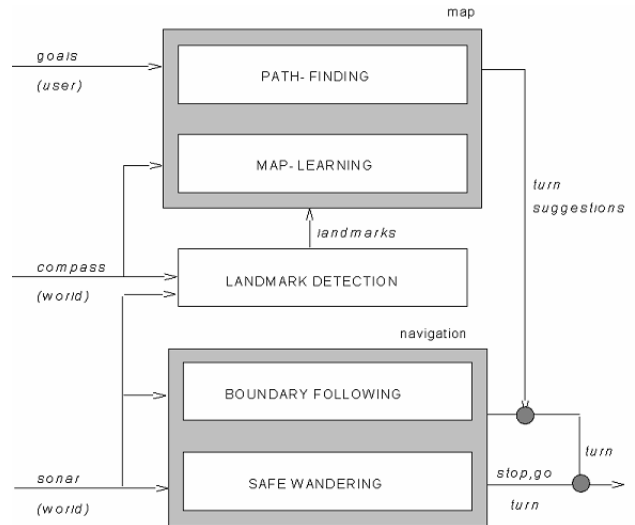 map
goals
(user)
PATH-FINDING
MAP-LEARNING
turn
suggestions
landmarks
compass
(world)
LANDMARK DETECTION
navigation
BOUNDARY FOLLOWING
turn
sonar
(world)
SAFE WANDERING
stop,go
turn